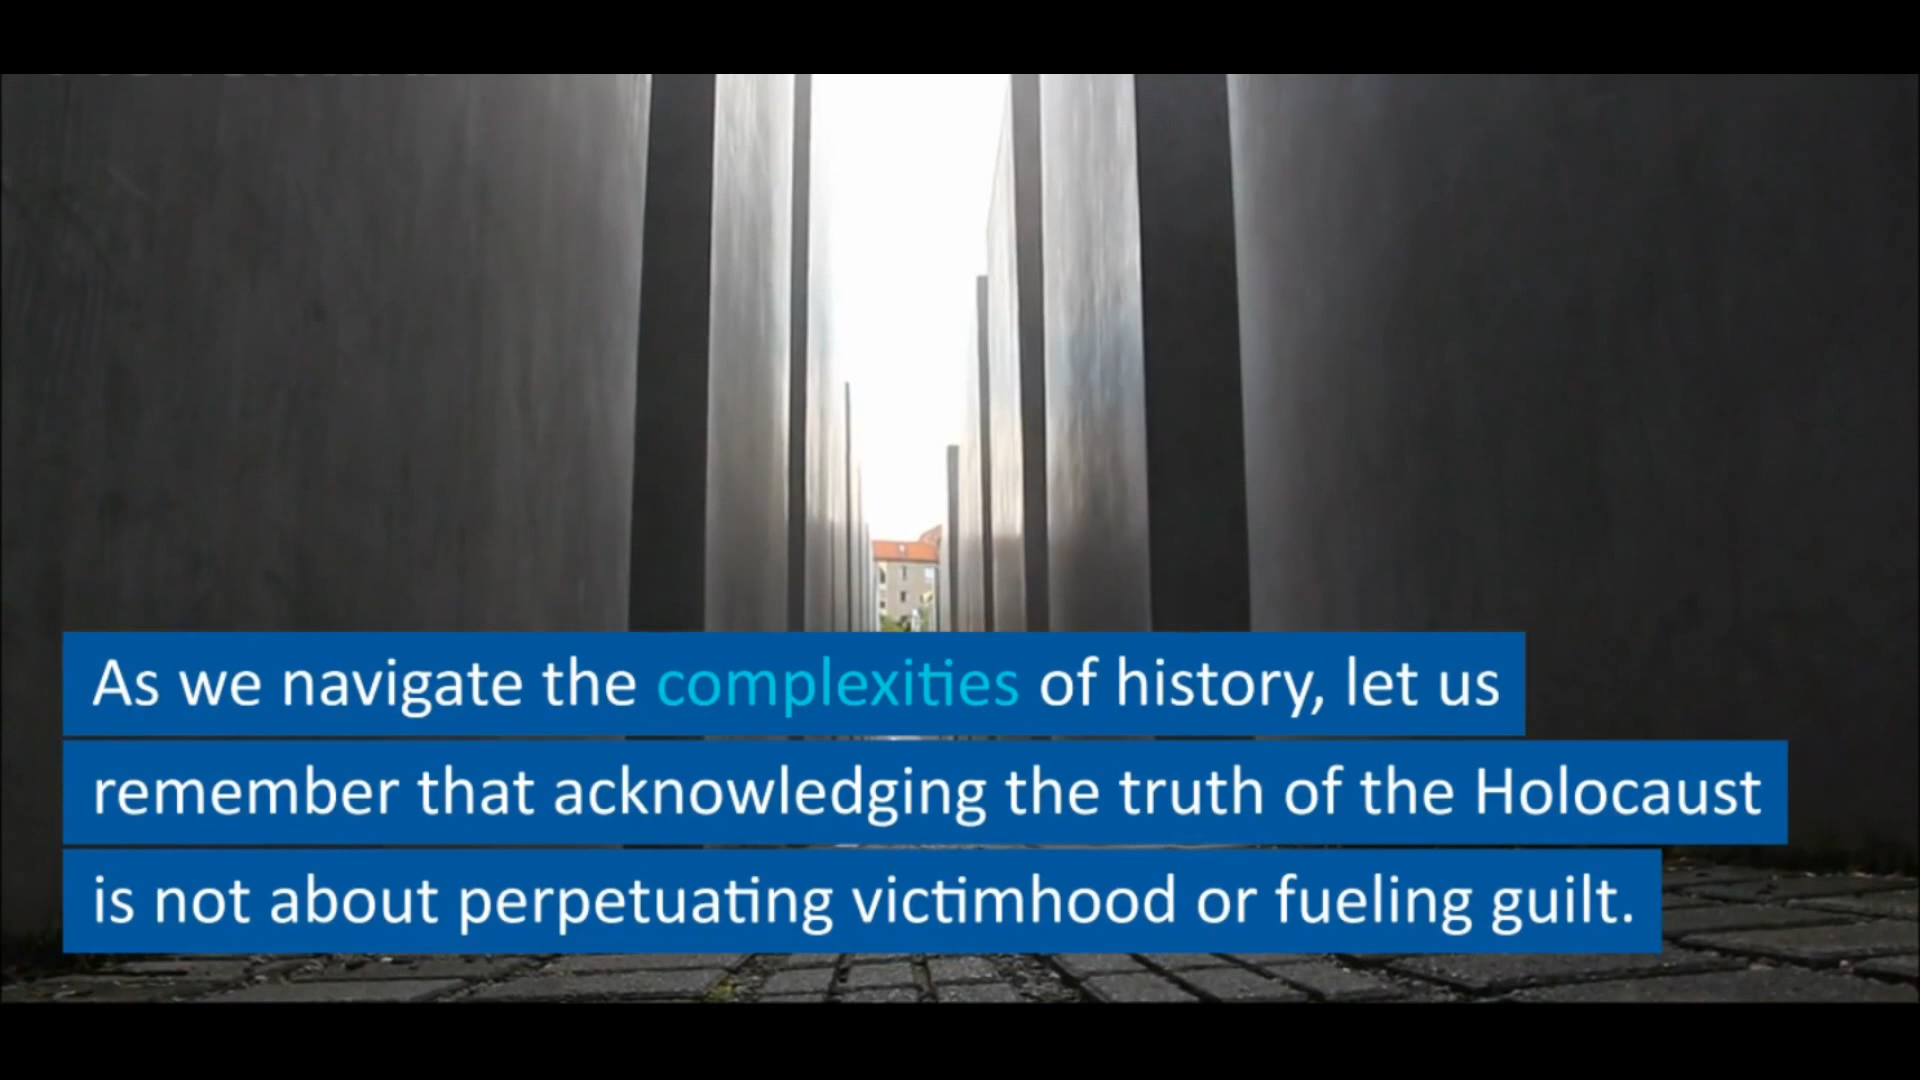 As we navigate the complexities of history, let us
remember that acknowledging the truth of the Holocaust
is not about perpetuating victimhood or fueling guilt.